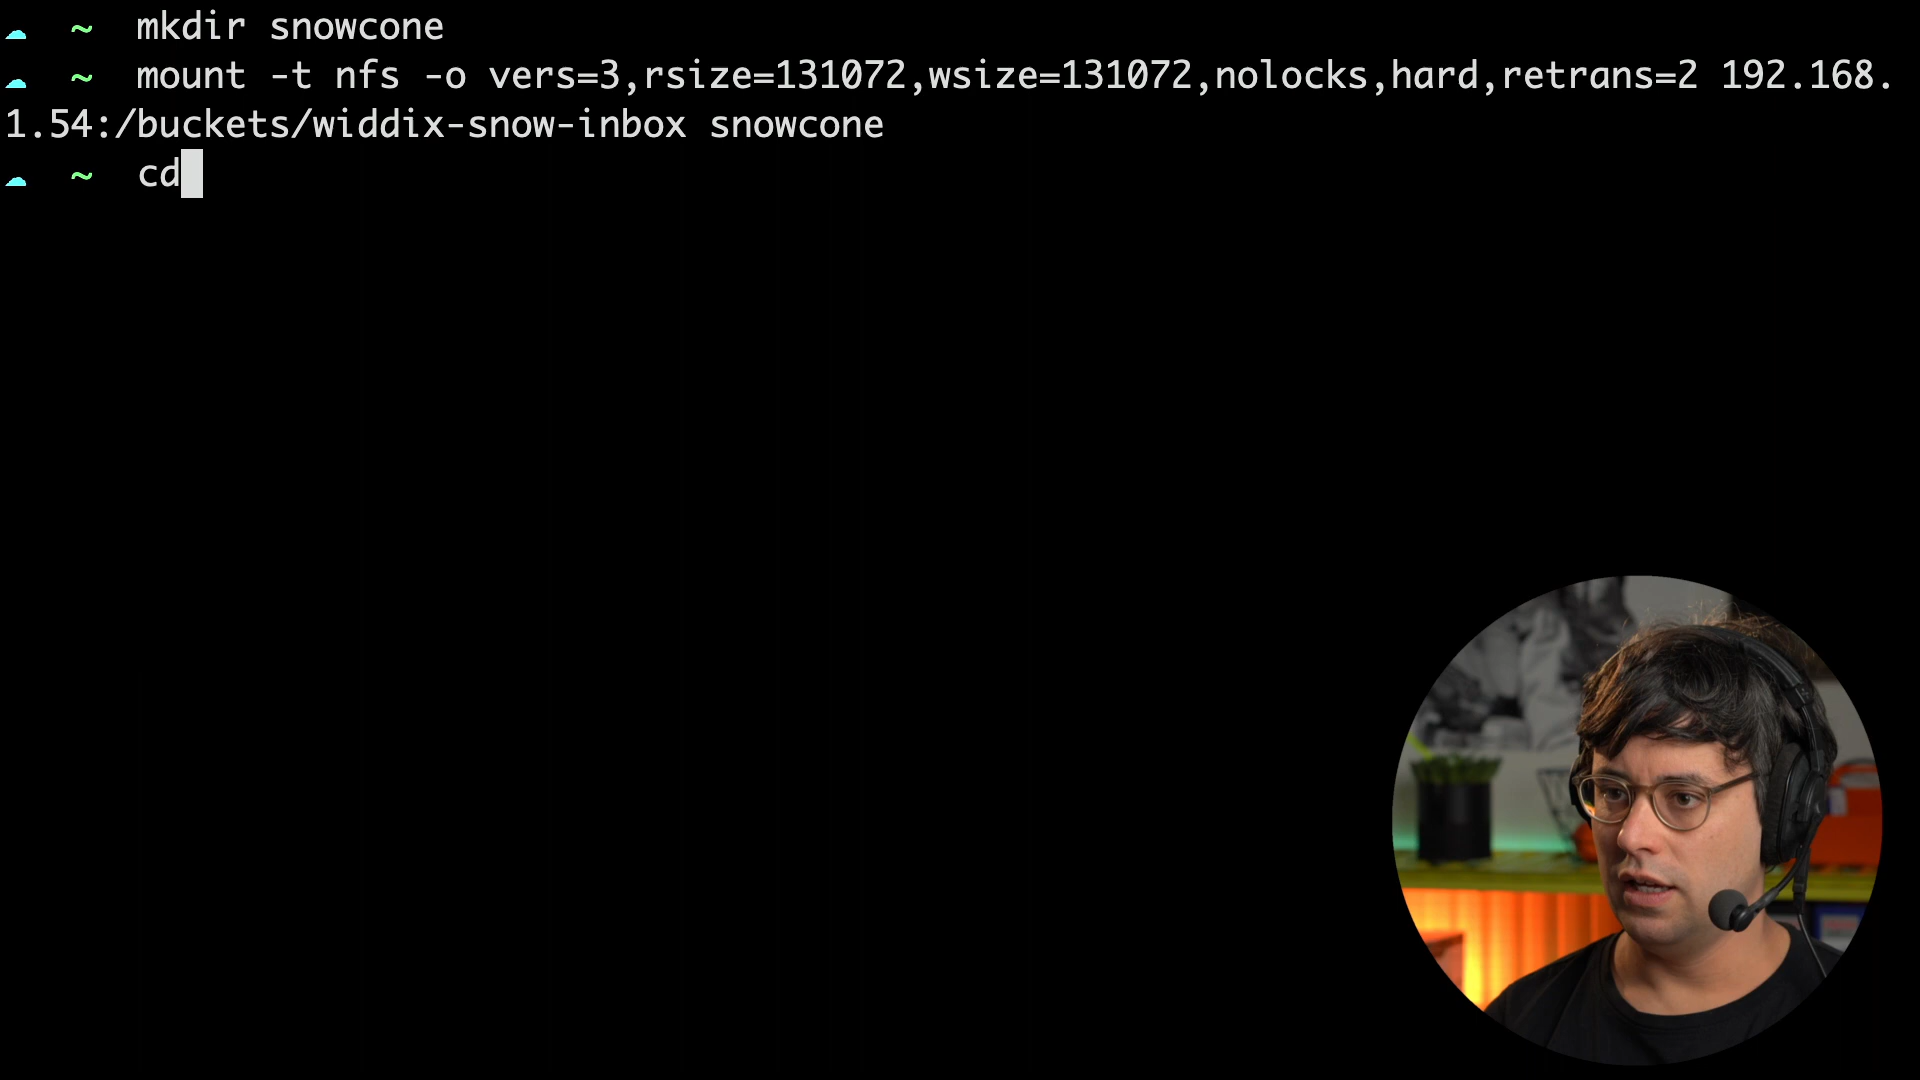 ~ mkdir snowcone
~ mount -t nfs -o vers=3,rsize=131072,wsize=131072,nolocks,hard,retrans=2 192.168.
1.54:/buckets/widdix-snow-inbox snowcone
~ cd